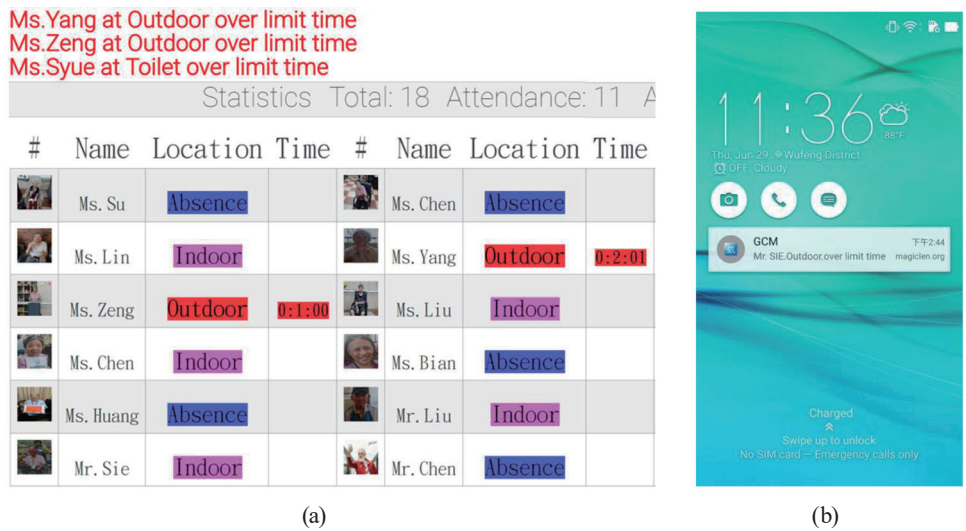 Ms.Yang at Outdoor over limit time
Ms.Zeng at Outdoor over limit time
Ms.Syue at Toilet over limit time
Statistics Total: 18 Attendance: 11 A
# Name Location Time # Name Location Time
Ms. Su Absence Ms. Chen Absence
Ms. Lin Indoor Ms. Yang Outdoor 0:2:01
Ms. Zeng Outdoor 0:1:00 Ms. Liu Indoor
Ms. Chen Indoor Ms. Bian Absence
Ms. Huang Absence Mr. Liu Indoor
Mr. Sie Indoor Mr. Chen Absence
(a)
11:36
88°F
Thu, Jun 29 Wufeng District
OFF, Cloudy
GCM 下午2:44
Mr. SIE.Outdoor.over limit time magiclen.org
Charged
Swipe up to unlock
No SIM card — Emergency calls only
(b)